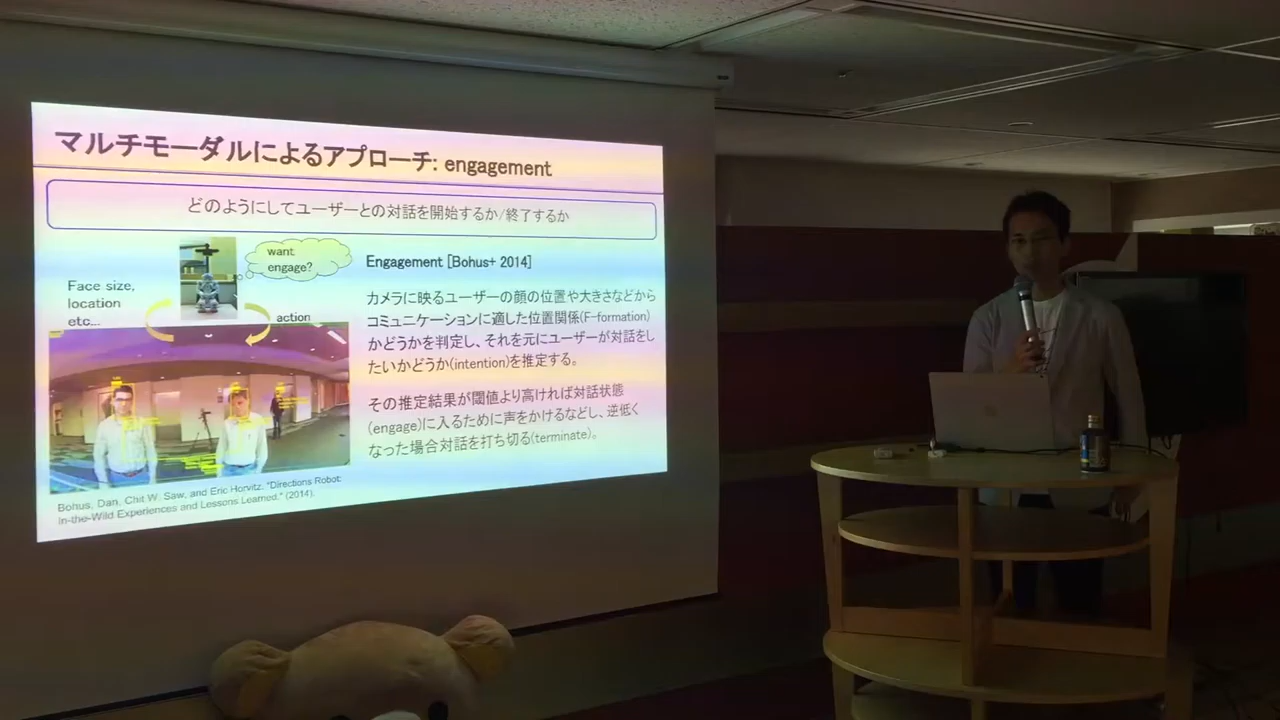 マルチモーダルによるアプローチ: engagement
どのようにしてユーザーとの対話を開始するか/終了するか
want
engage?
Face size,
location
etc...
action
Engagement [Bohus+ 2014]
カメラに映るユーザーの顔の位置や大きさなどから
コミュニケーションに適した位置関係(F-formation)
かどうかを判定し、それを元にユーザーが対話をし
たいかどうか(intention)を推定する。
その推定結果が閾値より高ければ対話状態
(engage)に入るために声をかけるなどし、逆低く
なった場合対話を打ち切る(terminate)。
Bohus, Dan, Chit W. Saw, and Eric Horvitz. "Directions Robot:
In-the-Wild Experiences and Lessons Learned." (2014).